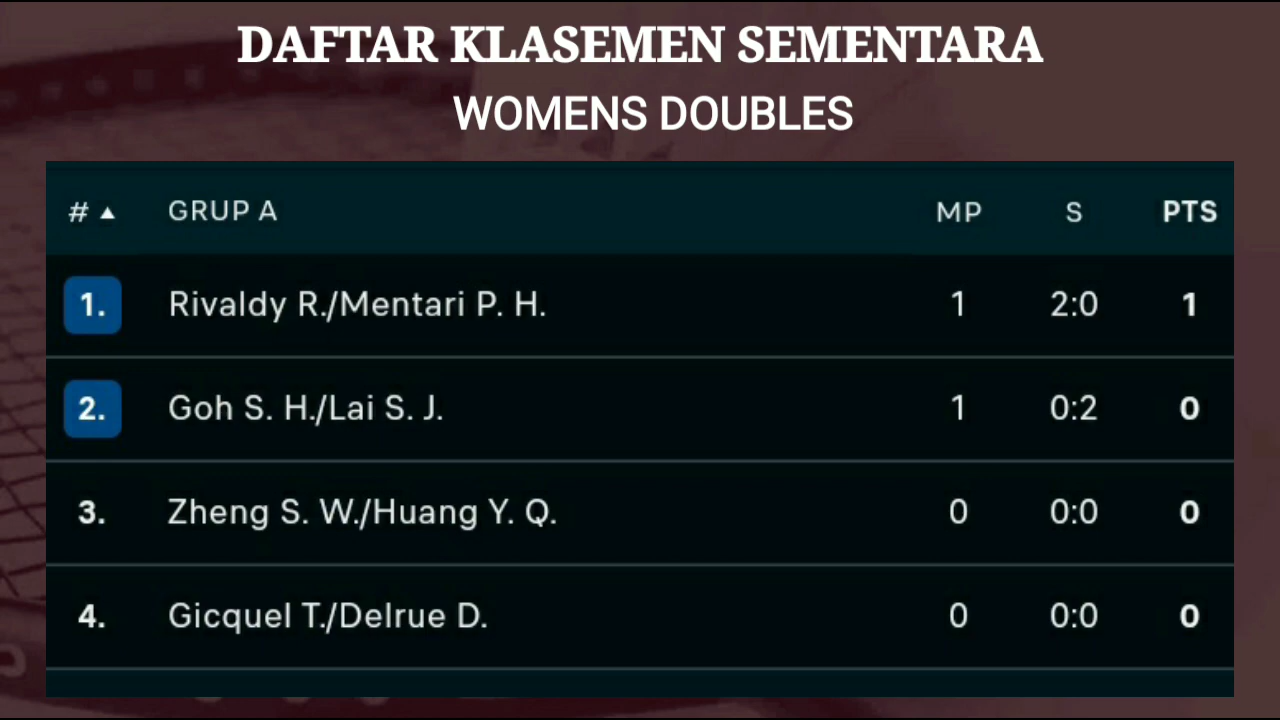 DAFTAR KLASEMEN SEMENTARA
WOMENS DOUBLES
# ▲ GRUP A MP S PTS
1. Rivaldy R./Mentari P. H. 1 2:0 1
2. Goh S. H./Lai S. J. 1 0:2 0
3. Zheng S. W./Huang Y. Q. 0 0:0 0
4. Gicquel T./Delrue D. 0 0:0 0